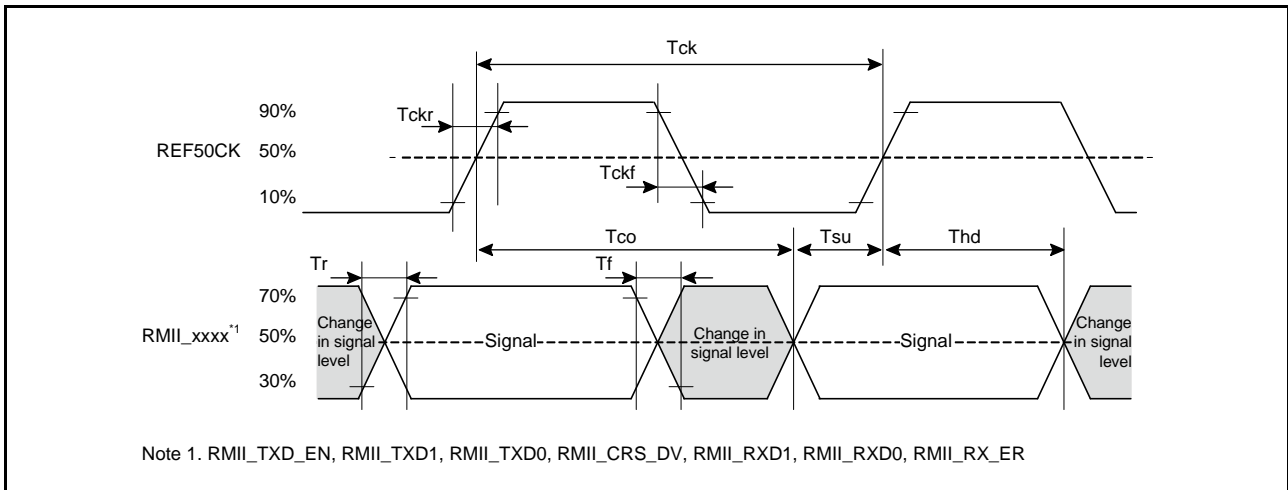 Tck
90%
Tckr
REF50CK
50%
Tckf
10%
Tco
Tsu
Thd
Tr
Tf
70%
RMII_xxxx*1
50%
30%
Change
in signal
level
Signal
Change in
signal level
Signal
Change
in signal
level
Note 1. RMII_TXD_EN, RMII_TXD1, RMII_TXD0, RMII_CRS_DV, RMII_RXD1, RMII_RXD0, RMII_RX_ER